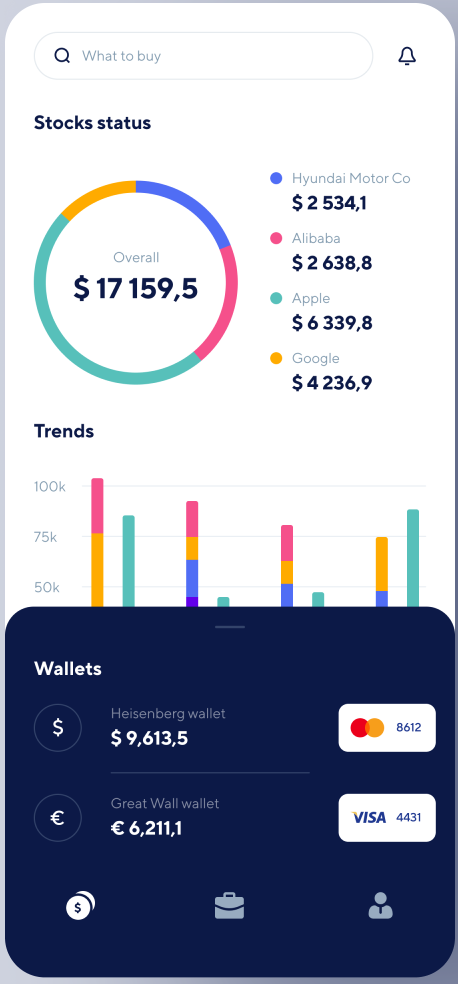 What to buy
Stocks status
Overall
$ 17 159,5
Hyundai Motor Co
$ 2 534,1
Alibaba
$ 2 638,8
Apple
$ 6 339,8
Google
$ 4 236,9
Trends
100k
75k
50k
Wallets
$
Heisenberg wallet
$ 9,613,5
8612
€
Great Wall wallet
€ 6,211,1
VISA 4431
$